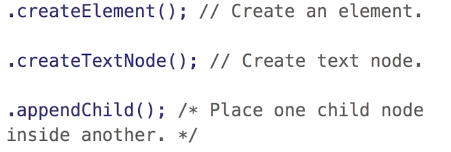 .createElement(); // Create an element.
.createTextNode(); // Create text node.
.appendChild(); /* Place one child node
inside another. */